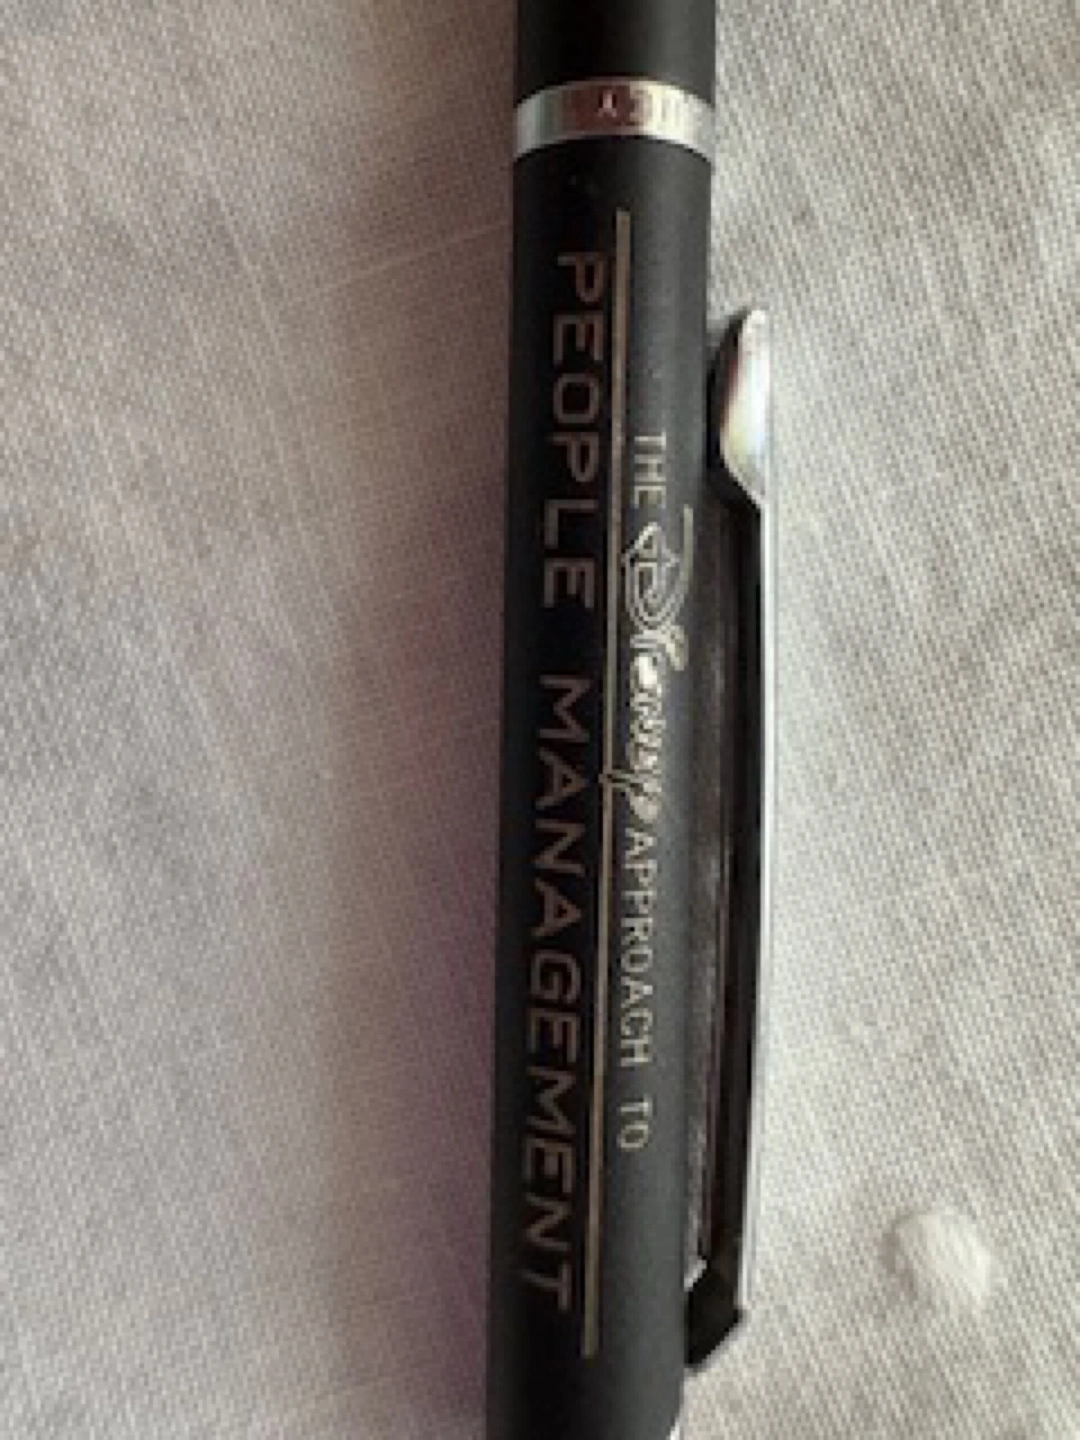 THE Disney APPROACH TO
PEOPLE MANAGEMENT